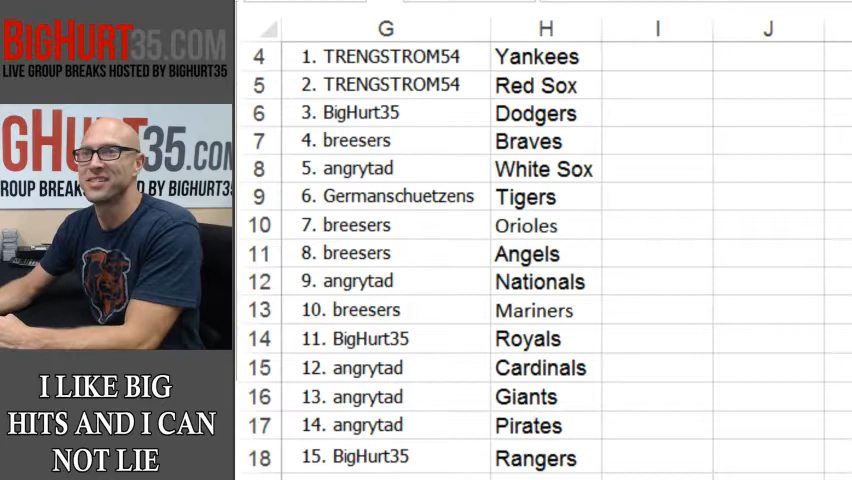 BIGHURT35.COM
LIVE GROUP BREAKS HOSTED BY BIGHURT35
GHURT35.COM
ROUP BREAKS HOSTED BY BIGHURT35
I LIKE BIG
HITS AND I CAN
NOT LIE
G H I J
4 1. TRENGSTROM54 Yankees
5 2. TRENGSTROM54 Red Sox
6 3. BigHurt35 Dodgers
7 4. breesers Braves
8 5. angrytad White Sox
9 6. Germanschuetzens Tigers
10 7. breesers Orioles
11 8. breesers Angels
12 9. angrytad Nationals
13 10. breesers Mariners
14 11. BigHurt35 Royals
15 12. angrytad Cardinals
16 13. angrytad Giants
17 14. angrytad Pirates
18 15. BigHurt35 Rangers